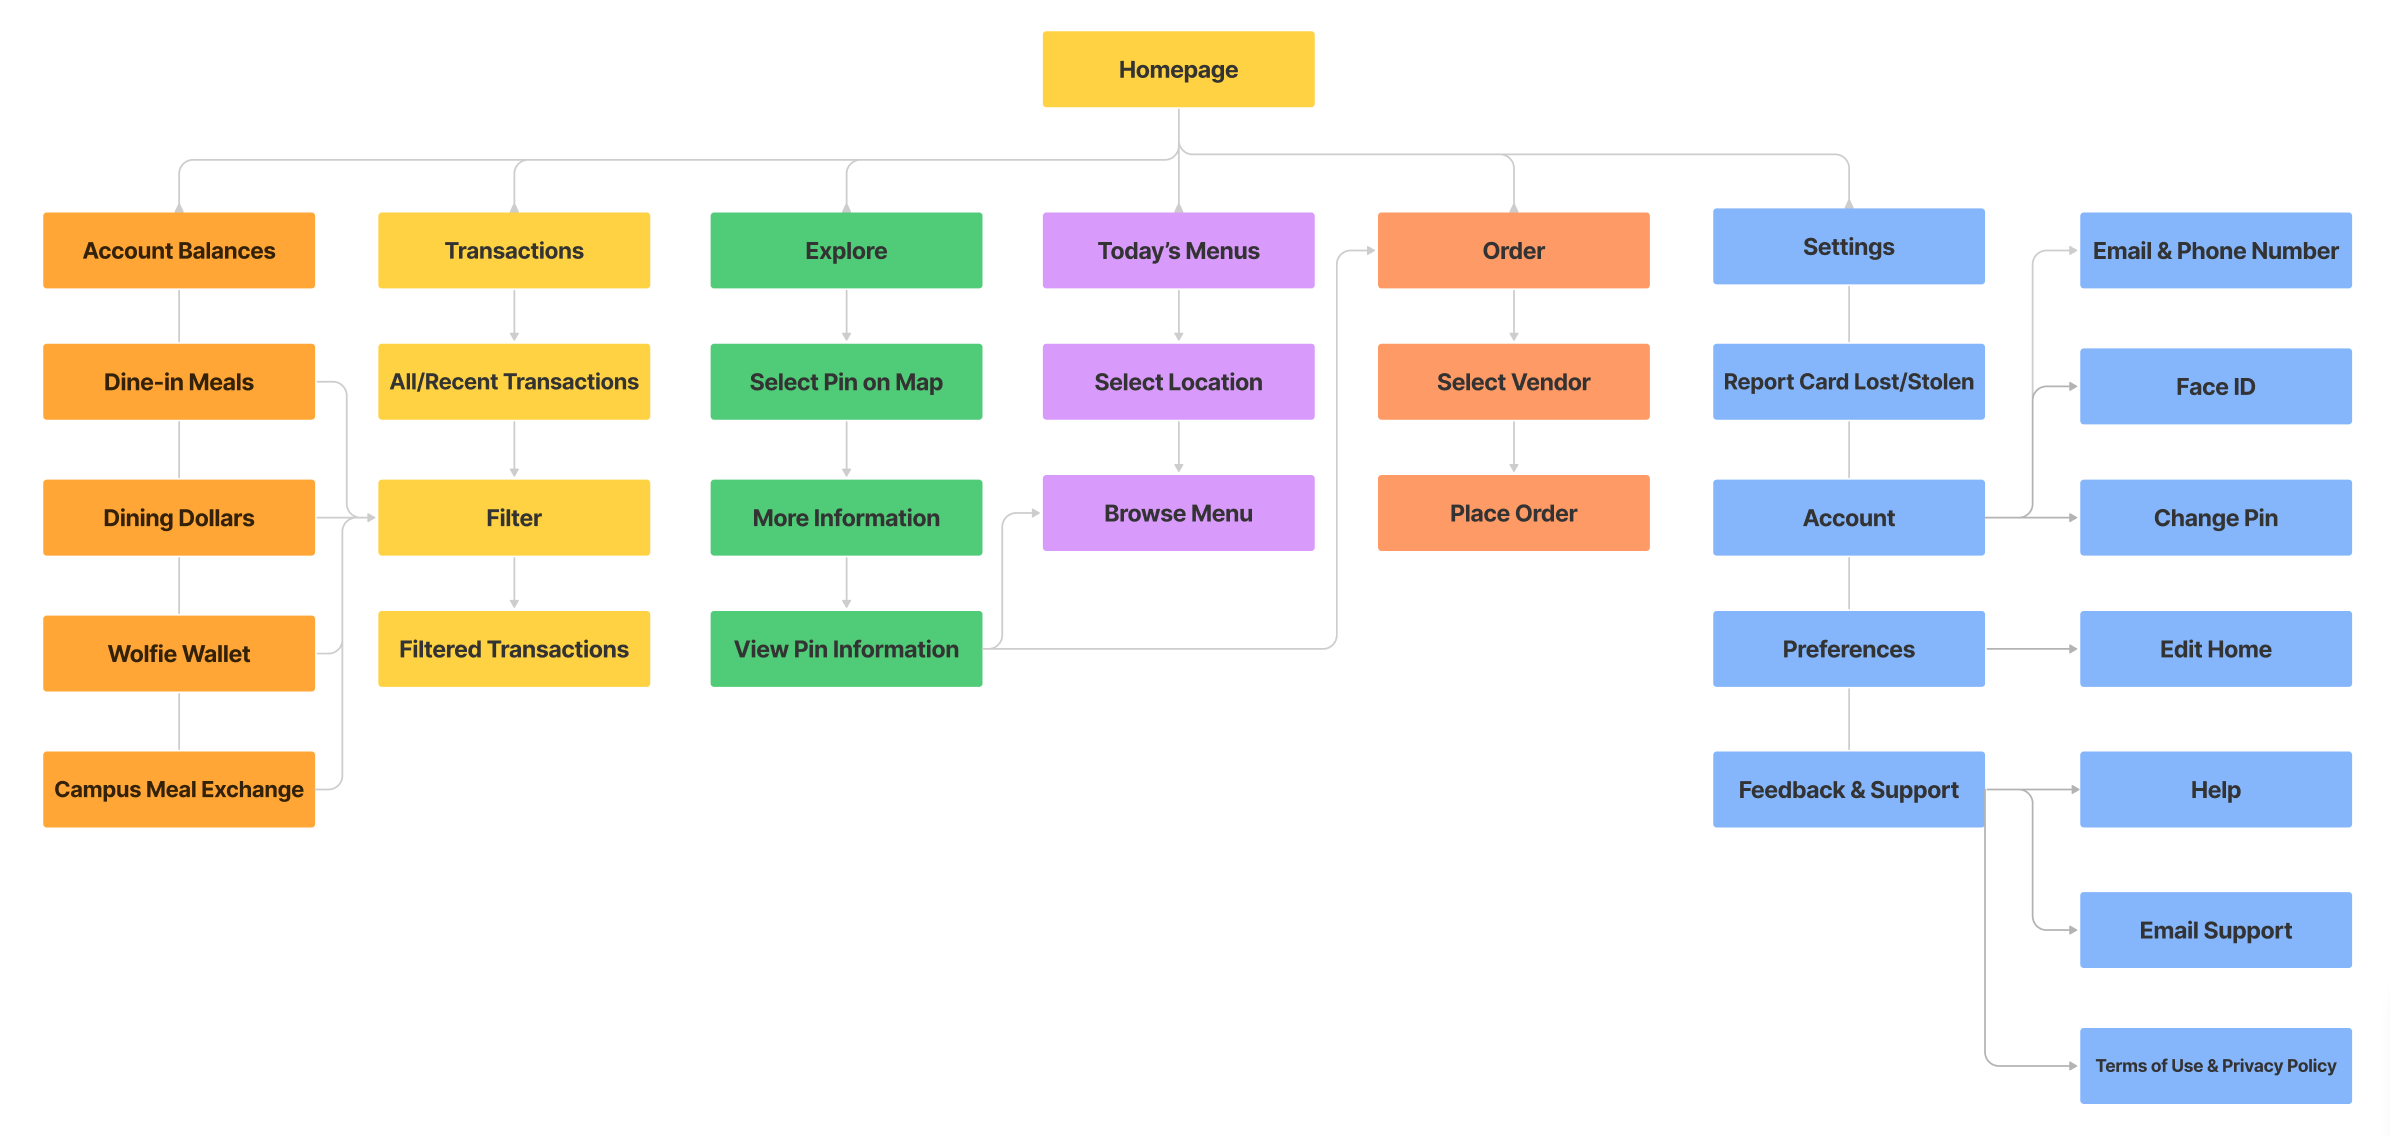 Homepage
Account Balances
Transactions
Explore
Today’s Menus
Order
Settings
Email & Phone Number
Dine-in Meals
All/Recent Transactions
Select Pin on Map
Select Location
Select Vendor
Report Card Lost/Stolen
Face ID
Dining Dollars
Filter
More Information
Browse Menu
Place Order
Account
Change Pin
Wolfie Wallet
Filtered Transactions
View Pin Information
Preferences
Edit Home
Campus Meal Exchange
Feedback & Support
Help
Email Support
Terms of Use & Privacy Policy